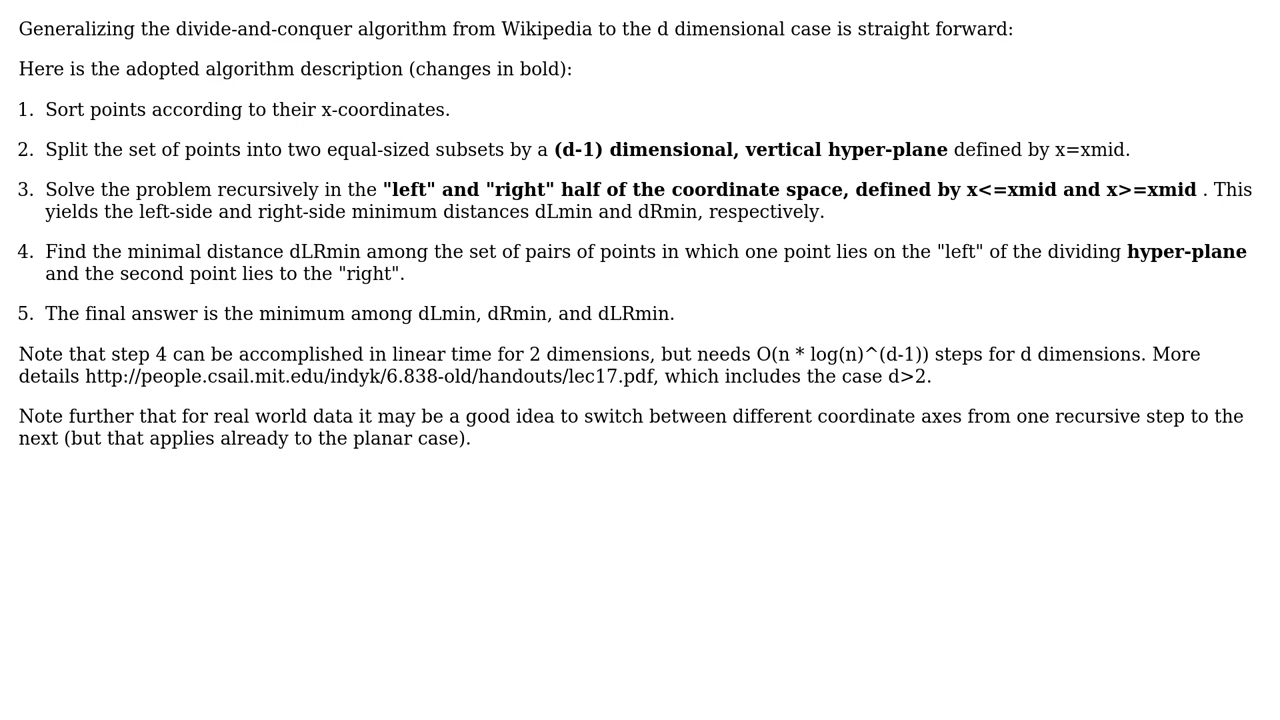 Generalizing the divide-and-conquer algorithm from Wikipedia to the d dimensional case is straight forward:
Here is the adopted algorithm description (changes in bold):
1. Sort points according to their x-coordinates.
2. Split the set of points into two equal-sized subsets by a (d-1) dimensional, vertical hyper-plane defined by x=xmid.
3. Solve the problem recursively in the "left" and "right" half of the coordinate space, defined by x<=xmid and x>=xmid . This
yields the left-side and right-side minimum distances dLmin and dRmin, respectively.
4. Find the minimal distance dLRmin among the set of pairs of points in which one point lies on the "left" of the dividing hyper-plane
and the second point lies to the "right".
5. The final answer is the minimum among dLmin, dRmin, and dLRmin.
Note that step 4 can be accomplished in linear time for 2 dimensions, but needs O(n * log(n)^(d-1)) steps for d dimensions. More
details http://people.csail.mit.edu/indyk/6.838-old/handouts/lec17.pdf, which includes the case d>2.
Note further that for real world data it may be a good idea to switch between different coordinate axes from one recursive step to the
next (but that applies already to the planar case).